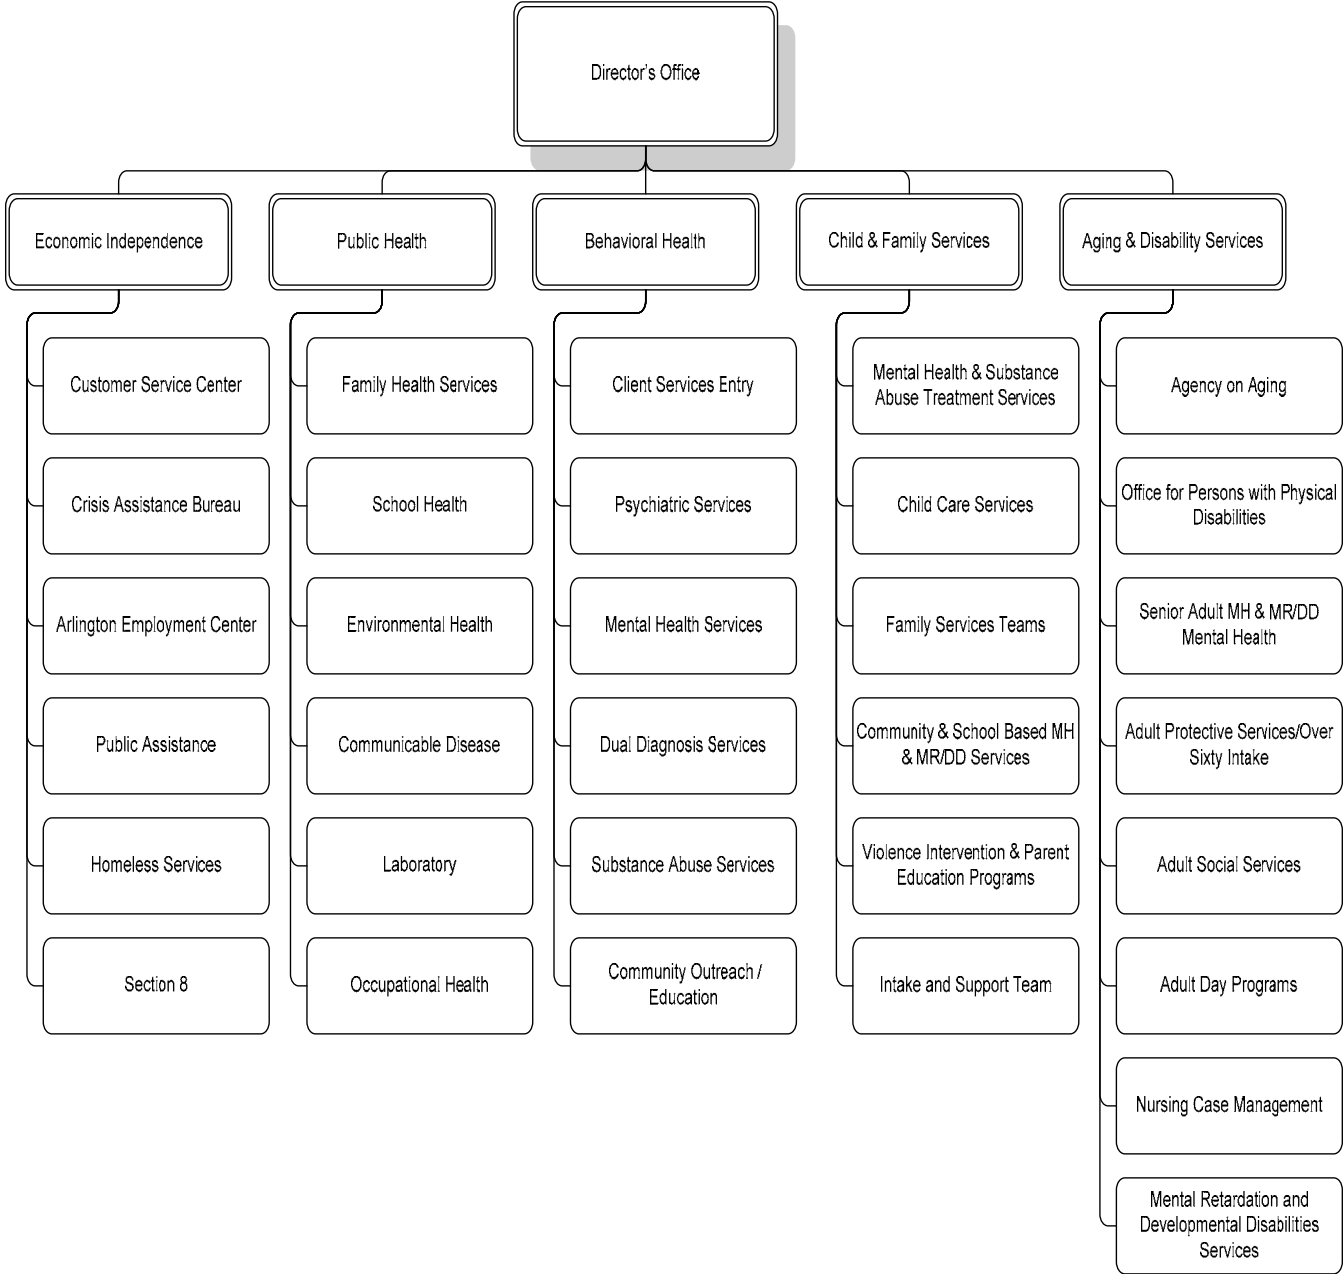 Director's Office
Economic Independence
Public Health
Behavioral Health
Child & Family Services
Aging & Disability Services
Customer Service Center
Crisis Assistance Bureau
Arlington Employment Center
Public Assistance
Homeless Services
Section 8
Family Health Services
School Health
Environmental Health
Communicable Disease
Laboratory
Occupational Health
Client Services Entry
Psychiatric Services
Mental Health Services
Dual Diagnosis Services
Substance Abuse Services
Community Outreach /
Education
Mental Health & Substance
Abuse Treatment Services
Child Care Services
Family Services Teams
Community & School Based MH
& MR/DD Services
Violence Intervention & Parent
Education Programs
Intake and Support Team
Agency on Aging
Office for Persons with Physical
Disabilities
Senior Adult MH & MR/DD
Mental Health
Adult Protective Services/Over
Sixty Intake
Adult Social Services
Adult Day Programs
Nursing Case Management
Mental Retardation and
Developmental Disabilities
Services